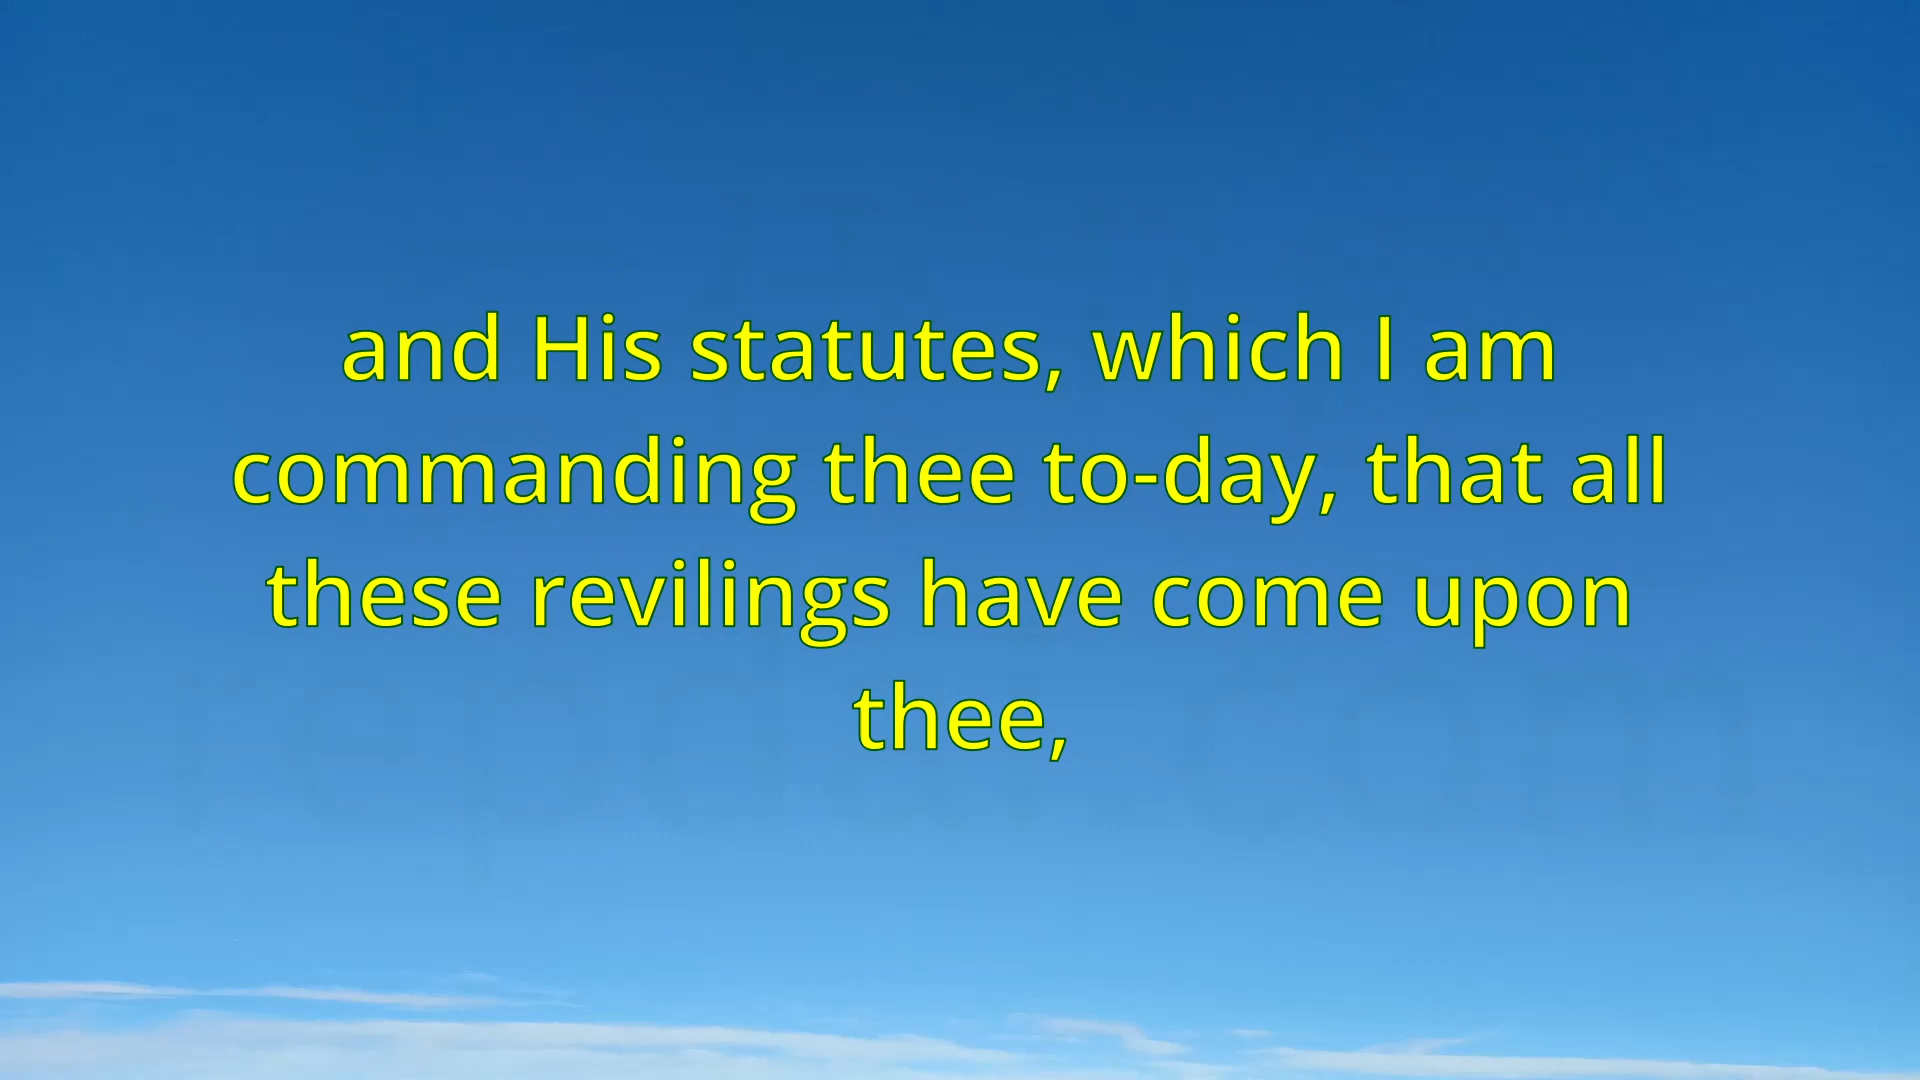 and His statutes, which I am
commanding thee to-day, that all
these revilings have come upon
thee,